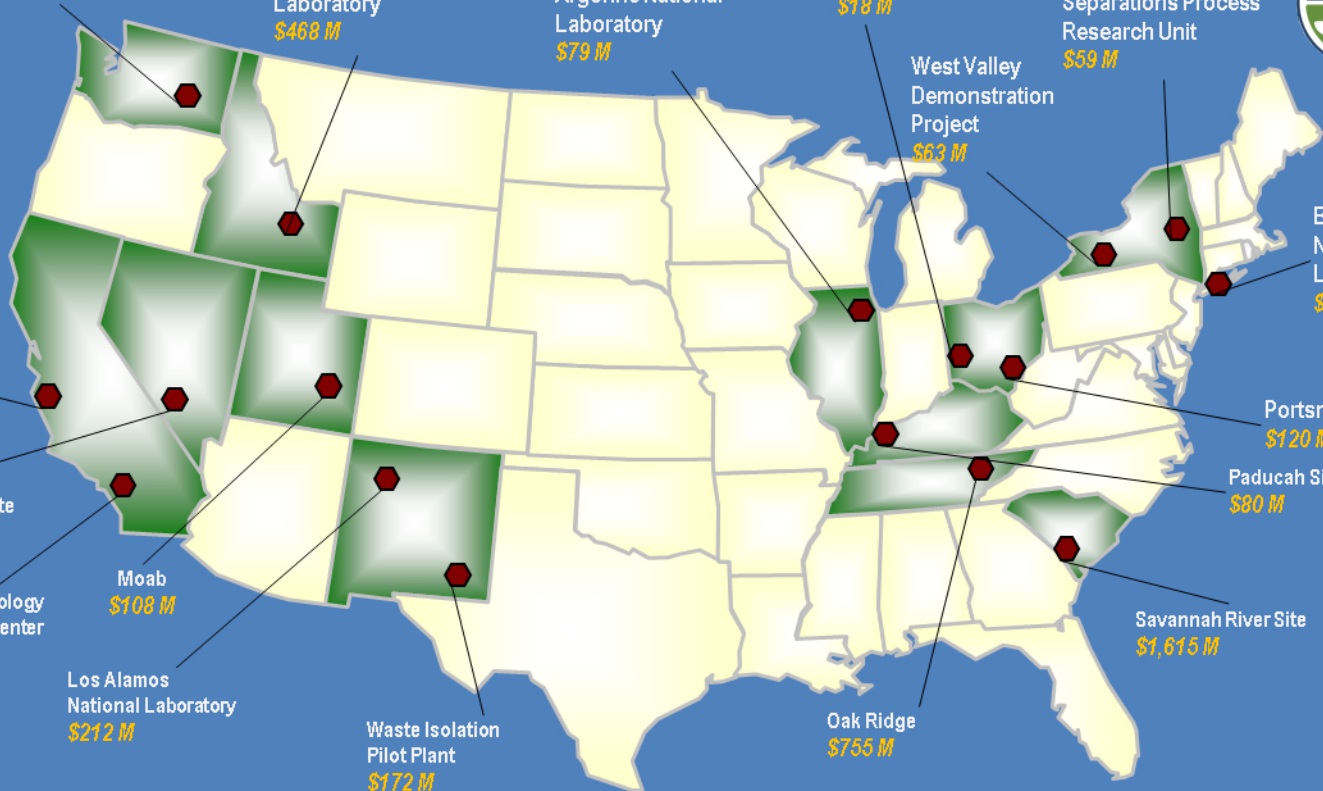 Laboratory
$468 M
Argonne National
Laboratory
$79 M
$18 M
Separations Process
Research Unit
$59 M
West Valley
Demonstration
Project
$63 M
Portsm
$120 M
Paducah Si
$80 M
te
Moab
$108 M
ology
enter
Savannah River Site
$1,615 M
Los Alamos
National Laboratory
$212 M
Waste Isolation
Pilot Plant
$172 M
Oak Ridge
$755 M